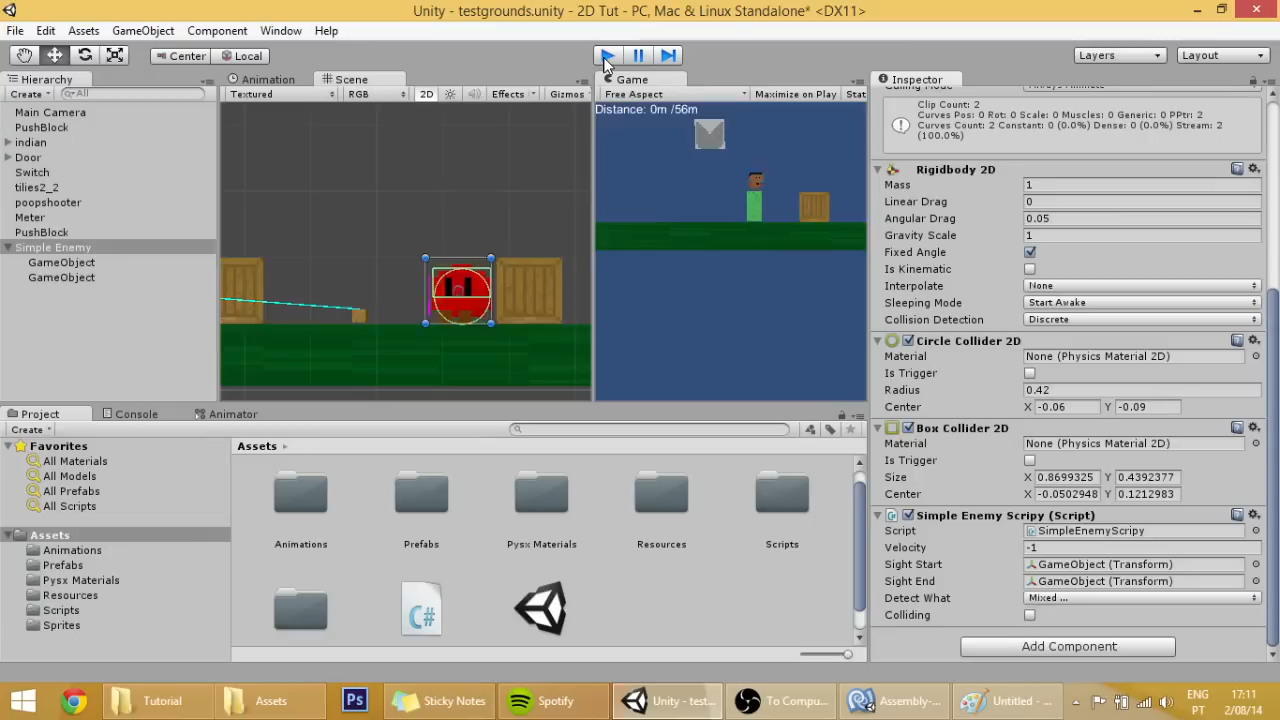 Unity - testgrounds.unity - 2D Tut - PC, Mac & Linux Standalone* <DX11>
File Edit Assets GameObject Component Window Help
Center Local Layers Layout
Hierarchy
Create All
Main Camera
PushBlock
indian
Door
Switch
tilies2_2
poopshooter
Meter
PushBlock
Simple Enemy
GameObject
GameObject
Animation Scene
Textured RGB 2D Effects Gizmos
Game
Free Aspect Maximize on Play Stat
Distance: 0m /56m
Inspector
Clip Count: 2
Curves Pos: 0 Rot: 0 Scale: 0 Muscles: 0 Generic: 0 PPtr: 2
Curves Count: 2 Constant: 0 (0.0%) Dense: 0 (0.0%) Stream: 2
(100.0%)
Rigidbody 2D
Mass 1
Linear Drag 0
Angular Drag 0.05
Gravity Scale 1
Fixed Angle
Is Kinematic
Interpolate None
Sleeping Mode Start Awake
Collision Detection Discrete
Circle Collider 2D
Material None (Physics Material 2D)
Is Trigger
Radius 0.42
Center X -0.06 Y -0.09
Box Collider 2D
Material None (Physics Material 2D)
Is Trigger
Size X 0.8699325 Y 0.4392377
Center X -0.0502948 Y 0.1212983
Simple Enemy Scripy (Script)
Script SimpleEnemyScripy
Velocity -1
Sight Start GameObject (Transform)
Sight End GameObject (Transform)
Detect What Mixed ...
Colliding
Add Component
Project Console Animator
Create
Favorites
All Materials
All Models
All Prefabs
All Scripts
Assets
Animations
Prefabs
Pysx Materials
Resources
Scripts
Sprites
Assets
Animations Prefabs Pysx Materials Resources Scripts
C#
Tutorial Assets Ps Sticky Notes Spotify Unity - test... To Compu... Assembly-... Untitled - ...
ENG 17:11
PT 2/08/14